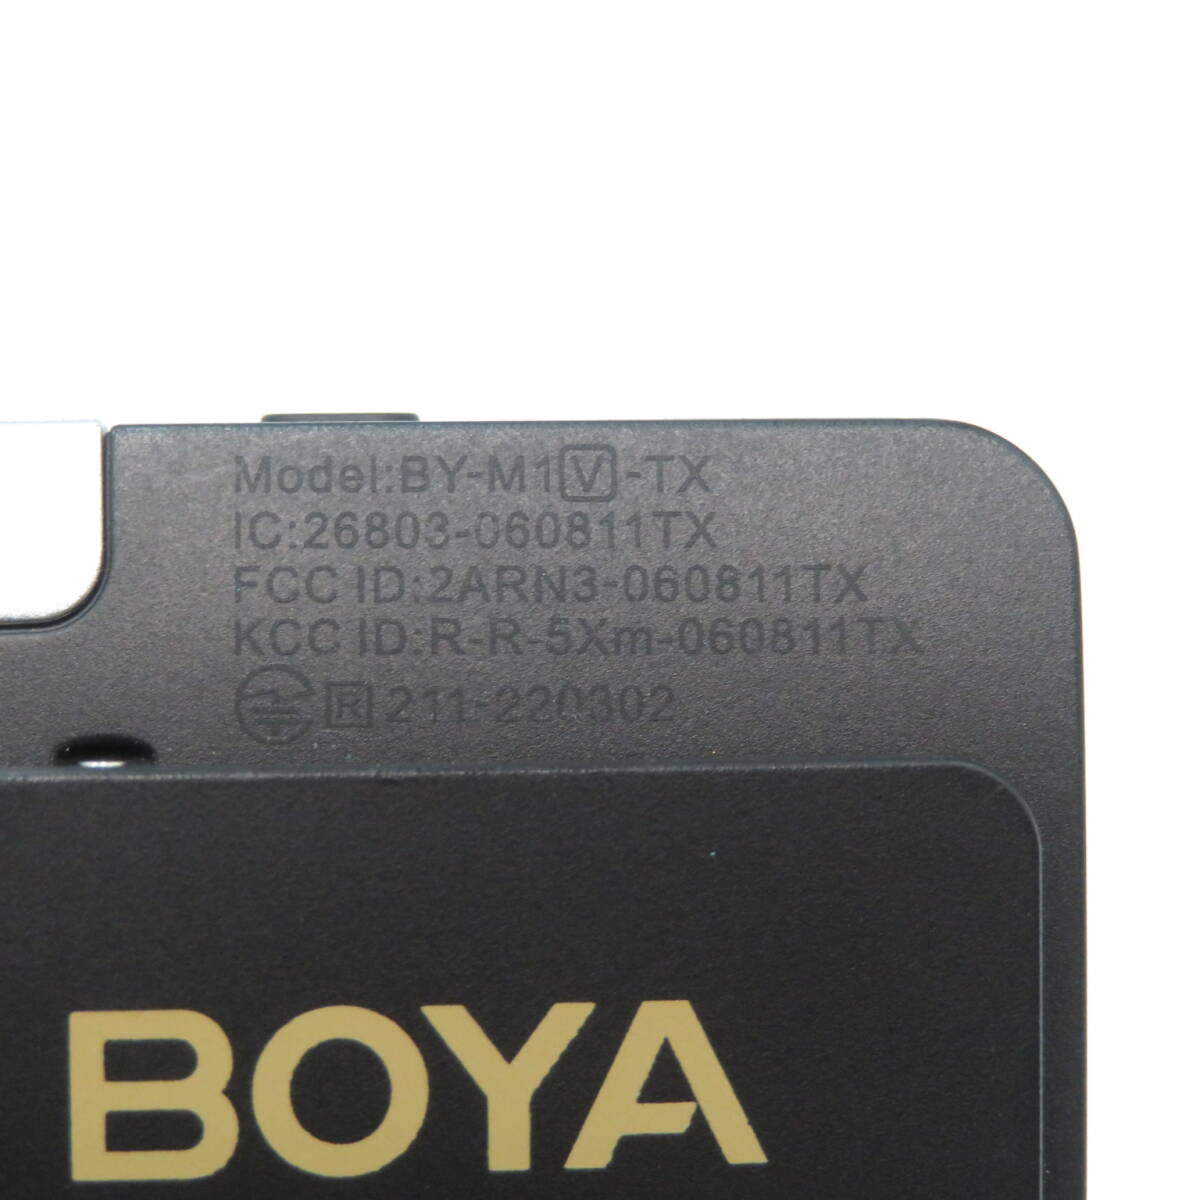 Model:BY-M1V-TX
IC:26803-060811TX
FCC ID:2ARN3-060811TX
KCC ID:R-R-5Xm-060811TX
R 211-220302
BOYA